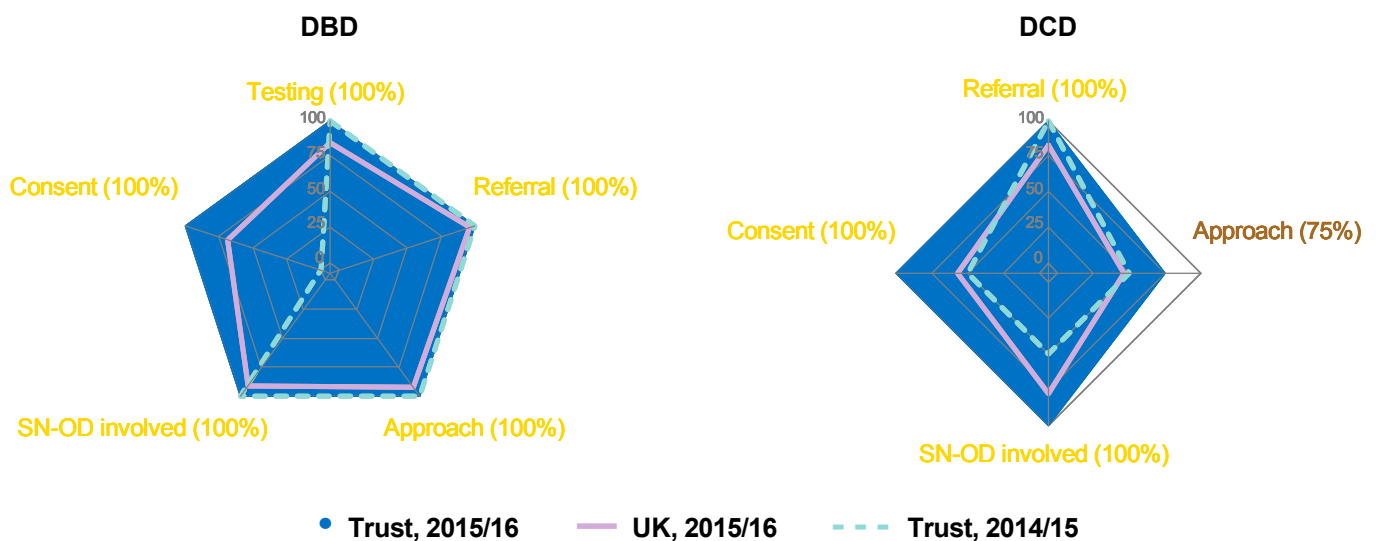 DBD
DCD
Testing (100%)
Referral (100%)
100
75
50
25
0
100
75
50
25
0
Consent (100%)
Referral (100%)
Consent (100%)
Approach (75%)
SN-OD involved (100%)
Approach (100%)
SN-OD involved (100%)
Trust, 2015/16
UK, 2015/16
Trust, 2014/15